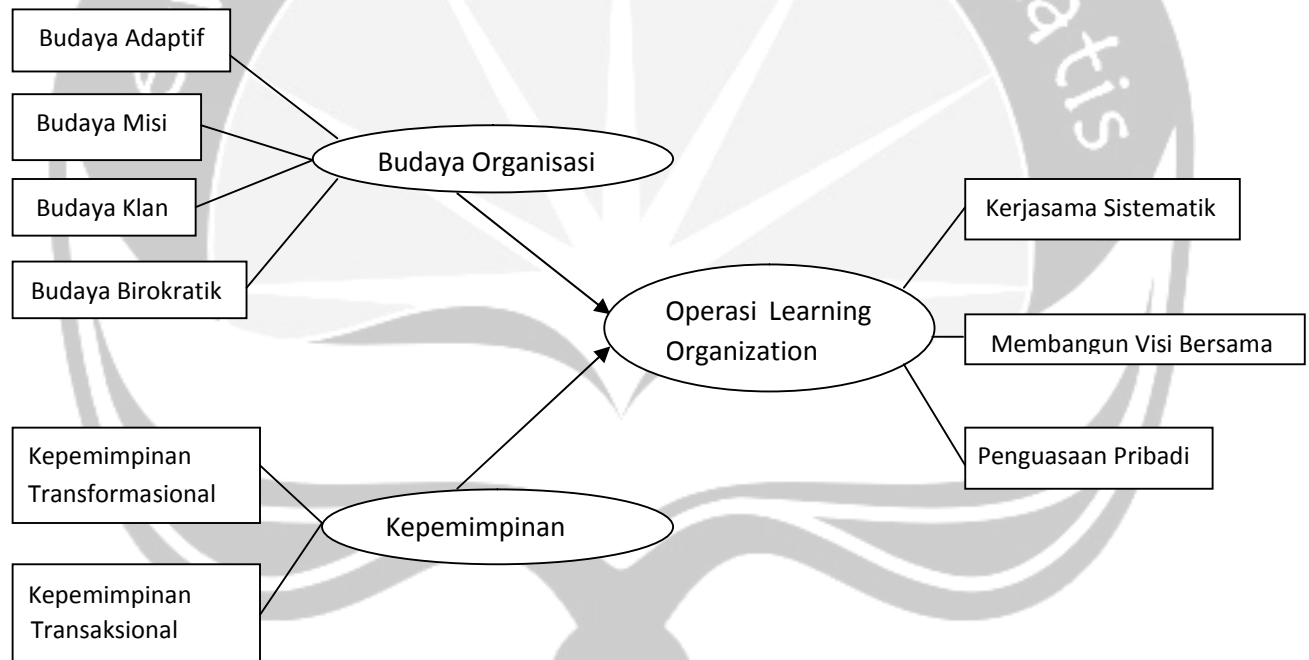 Budaya Adaptif
Budaya Misi
Budaya Klan
Budaya Birokratik
Budaya Organisasi
Kepemimpinan
Transformasional
Kepemimpinan
Transaksional
Kepemimpinan
Operasi Learning
Organization
Kerjasama Sistematik
Membangun Visi Bersama
Penguasaan Pribadi